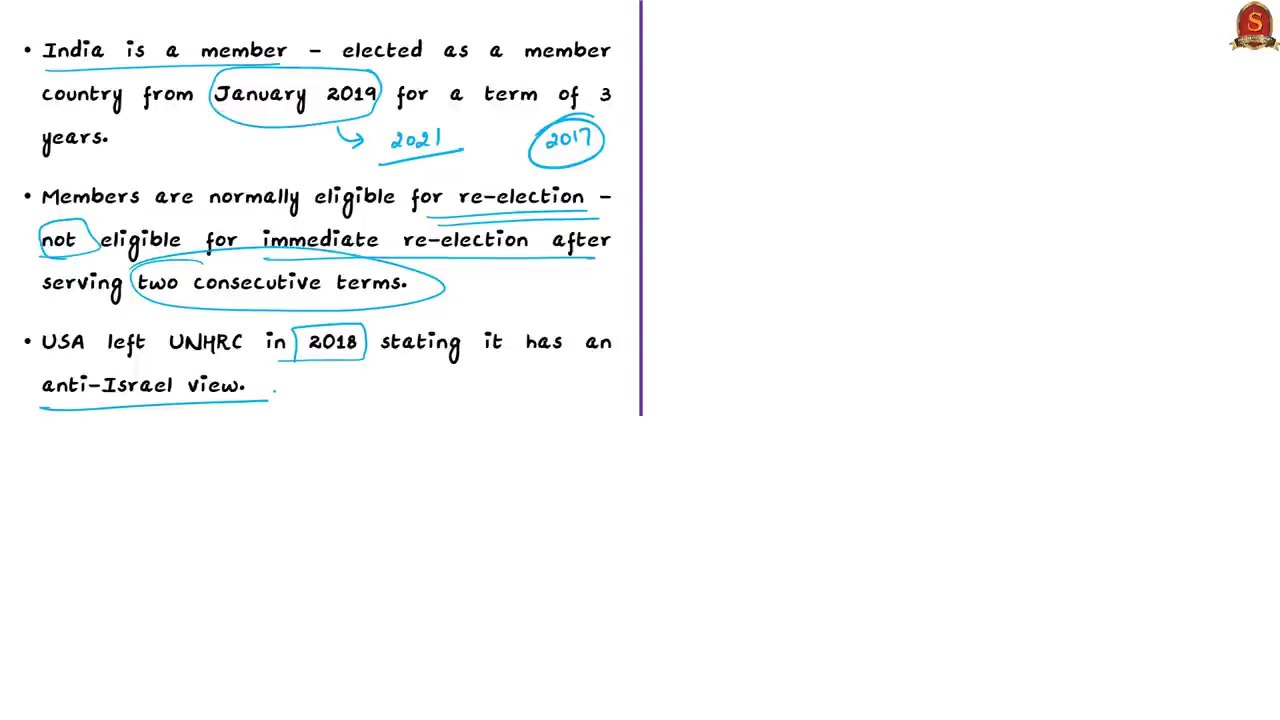 • India is a member - elected as a member
country from January 2019 for a term of 3
years. 2021 2017
• Members are normally eligible for re-election -
not eligible for immediate re-election after
serving two consecutive terms.
• USA left UNHRC in 2018 stating it has an
anti-Israel view.
S